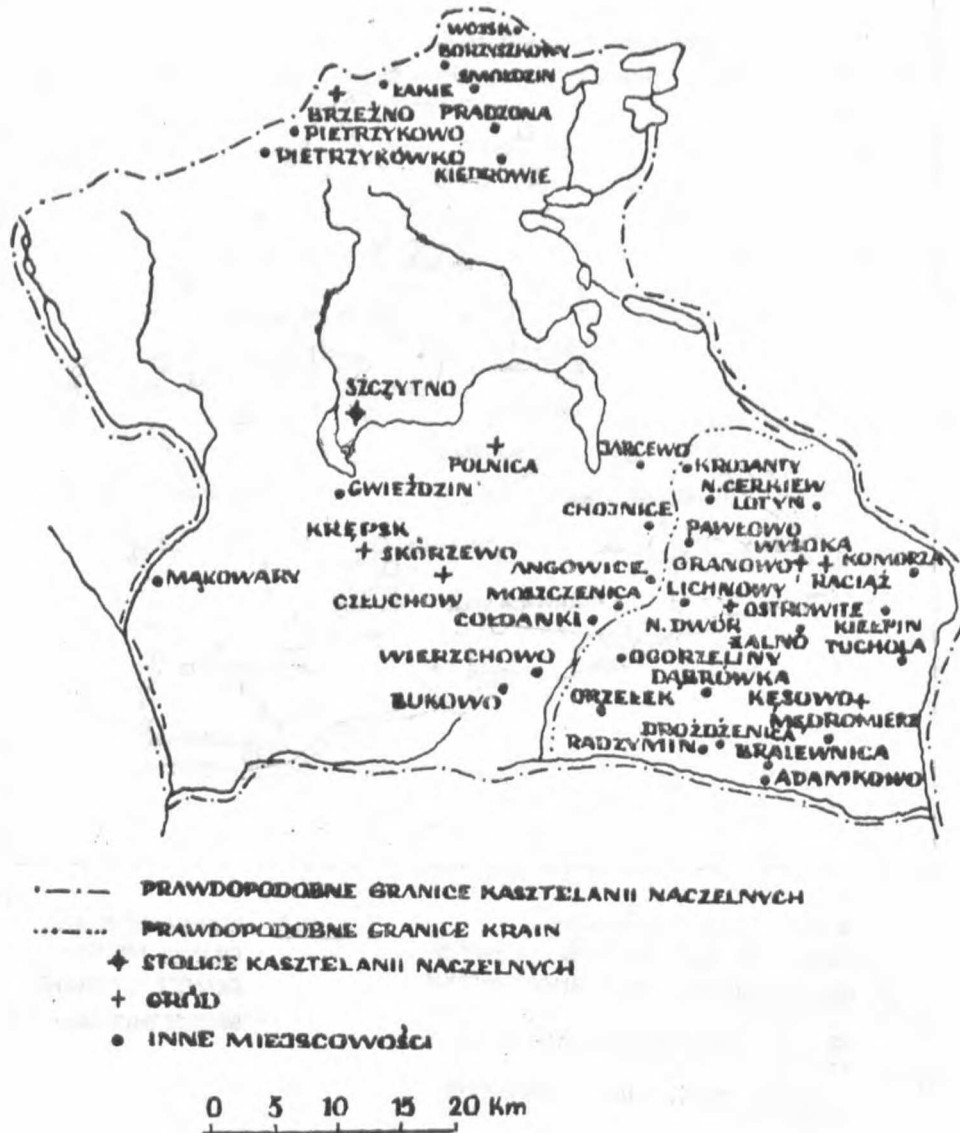 WOJSK
BORZYSZKOWY
SMOŁDZIN
ŁAKIE
BRZEŹNO
PRADZONA
PIETRZYKOWO
PIETRZYKÓWKO
KIEDROWIE
SZCZYTNO
POLNICA
JARCEWO
KROJANTY
GWIEŹDZIN
N.CERKIEW
LOTYN
CHOJNICE
KRĘPSK
PAWŁOWO
WYSOKA
SKÓRZEWO
ANGOWICE
GRANOWO
KOMORZA
MĄKOWARY
RACIĄŻ
CZŁUCHÓW
MOSZCZENICA
LICHNOWY
OSTROWITE
COŁDANKI
N.DWÓR
KIEŁPIN
ŻALNO
TUCHOLA
WIERZCHOWO
OGORZELINY
DĄBRÓWKA
BUKOWO
ORZEŁEK
KĘSOWO
MĘDROMIERZ
DROŻDŻENICA
RADZYMIN
BRALEWNICA
ADAMKOWO
PRAWDOPODOBNE GRANICE KASZTELANII NACZELNYCH
PRAWDOPODOBNE GRANICE KRAIN
STOLICE KASZTELANII NACZELNYCH
GRÓD
INNE MIEJSCOWOŚCI
0 5 10 15 20 Km